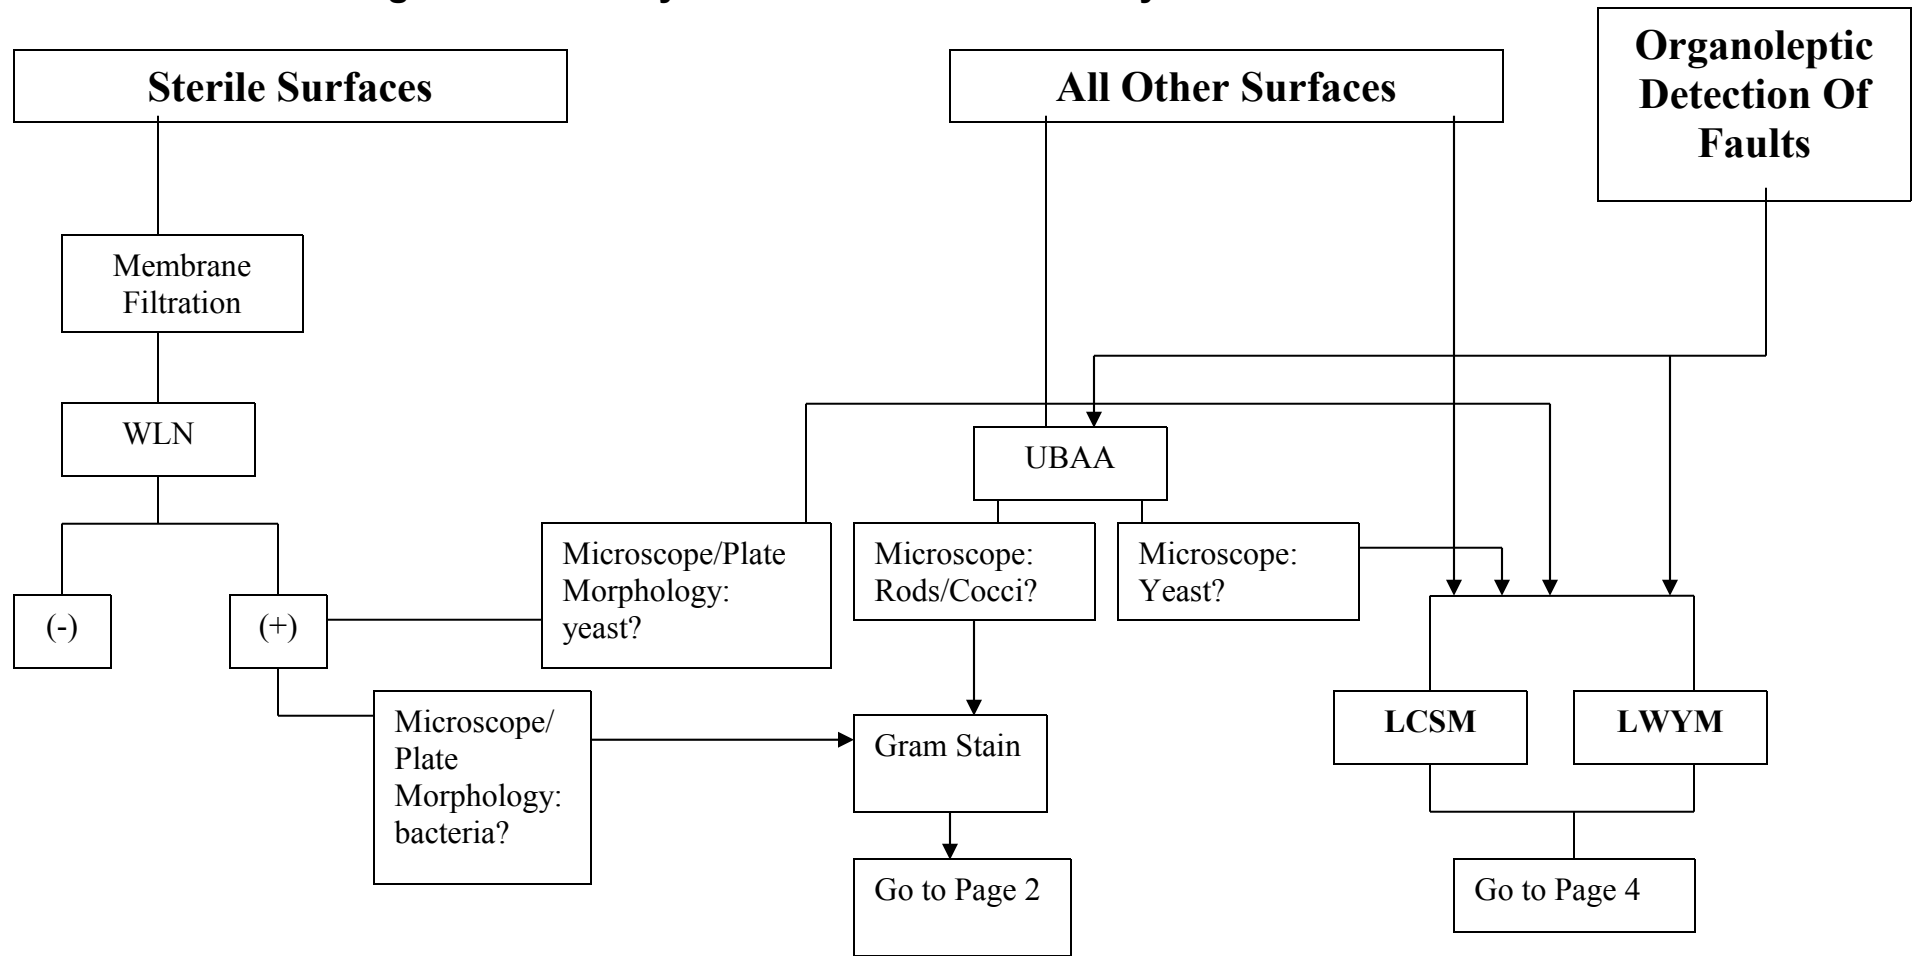 Sterile Surfaces
All Other Surfaces
Organoleptic
Detection Of
Faults
Membrane
Filtration
WLN
UBAA
Microscope/Plate
Morphology:
yeast?
Microscope:
Rods/Cocci?
Microscope:
Yeast?
(-)
(+)
Microscope/
Plate
Morphology:
bacteria?
Gram Stain
LCSM
LWYM
Go to Page 2
Go to Page 4